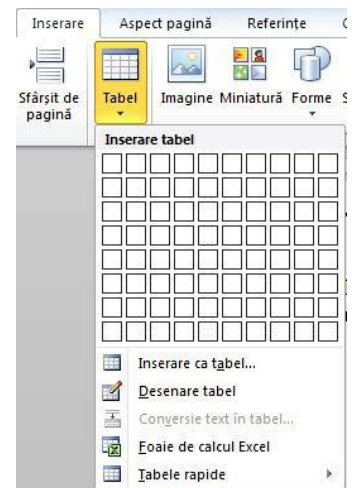 Inserare Aspect pagină Referințe
Sfârșit de pagină Tabel Imagine Miniatură Forme
Inserare tabel
Inserare ca tabel...
Desenare tabel
Conversie text în tabel...
Foaie de calcul Excel
Tabele rapide